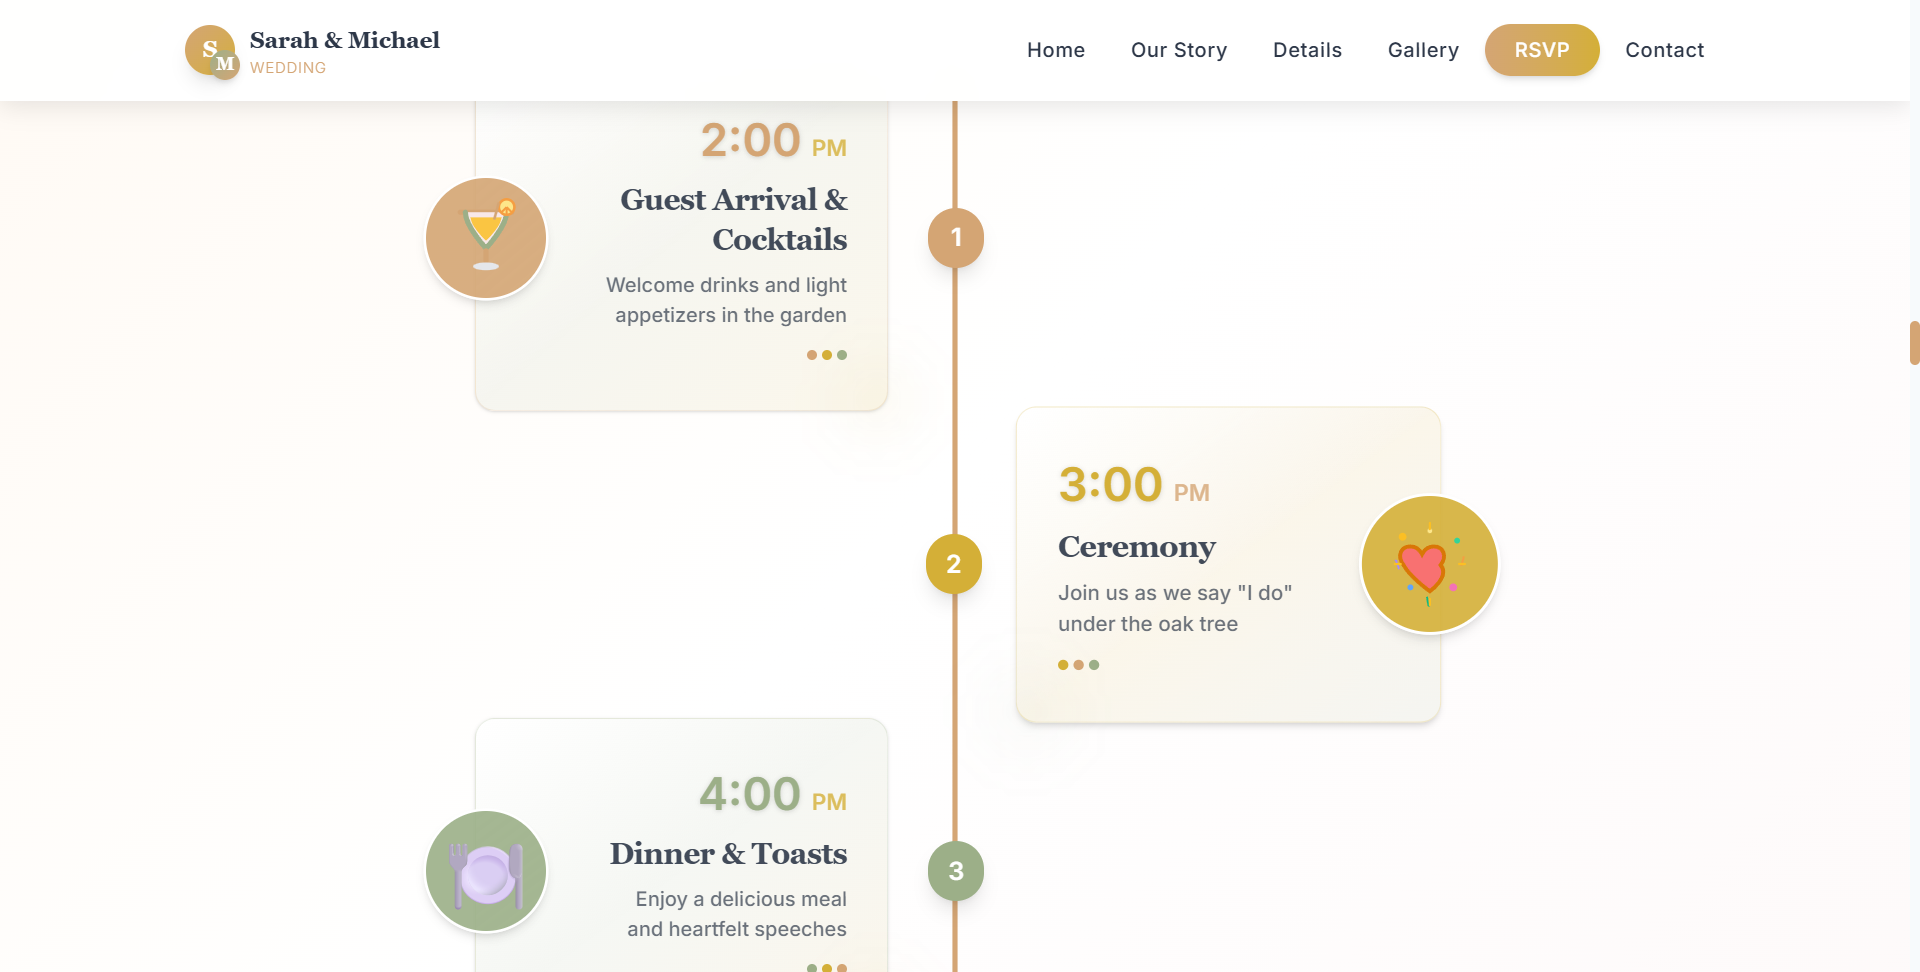 S
M
Sarah & Michael
WEDDING
Home
Our Story
Details
Gallery
RSVP
Contact
2:00 PM
Guest Arrival &
Cocktails
Welcome drinks and light
appetizers in the garden
1
3:00 PM
Ceremony
Join us as we say "I do"
under the oak tree
2
4:00 PM
Dinner & Toasts
Enjoy a delicious meal
and heartfelt speeches
3